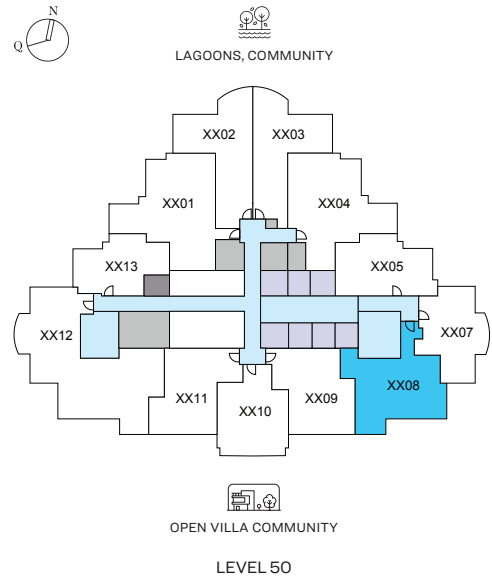 N
Q
LAGOONS, COMMUNITY
XX02
XX03
XX01
XX04
XX13
XX05
XX12
XX07
XX08
XX11
XX10
XX09
OPEN VILLA COMMUNITY
LEVEL 50